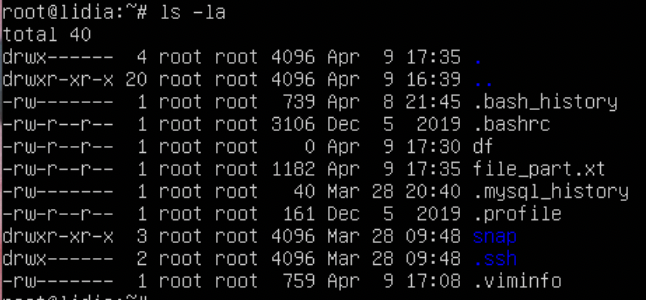 root@lidia:~# ls -la
total 40
drwx------  4 root root 4096 Apr  9 17:35 .
drwxr-xr-x 20 root root 4096 Apr  9 16:39 ..
-rw-------  1 root root  739 Apr  8 21:45 .bash_history
-rw-r--r--  1 root root 3106 Dec  5  2019 .bashrc
-rw-r--r--  1 root root    0 Apr  9 17:30 df
-rw-r--r--  1 root root 1182 Apr  9 17:35 file_part.xt
-rw-------  1 root root   40 Mar 28 20:40 .mysql_history
-rw-r--r--  1 root root  161 Dec  5  2019 .profile
drwxr-xr-x  3 root root 4096 Mar 28 09:48 snap
drwx------  2 root root 4096 Mar 28 09:48 .ssh
-rw-------  1 root root  759 Apr  9 17:08 .viminfo
root@lidia:~#